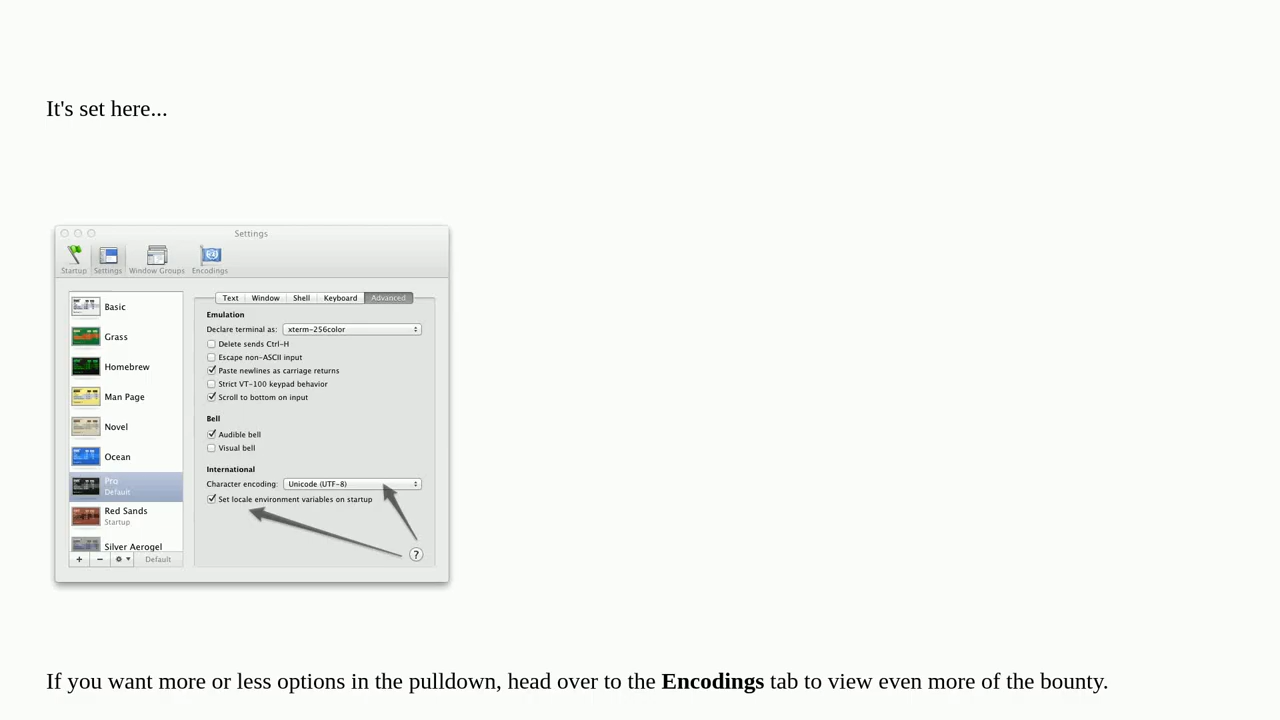 It's set here...
Settings
Startup Settings Window Groups Encodings
Text Window Shell Keyboard Advanced
Basic
Grass
Homebrew
Man Page
Novel
Ocean
Pro
Default
Red Sands
Startup
Silver Aerogel
+ − Default
Emulation
Declare terminal as: xterm-256color
Delete sends Ctrl-H
Escape non-ASCII input
Paste newlines as carriage returns
Strict VT-100 keypad behavior
Scroll to bottom on input
Bell
Audible bell
Visual bell
International
Character encoding: Unicode (UTF-8)
Set locale environment variables on startup
?
If you want more or less options in the pulldown, head over to the Encodings tab to view even more of the bounty.